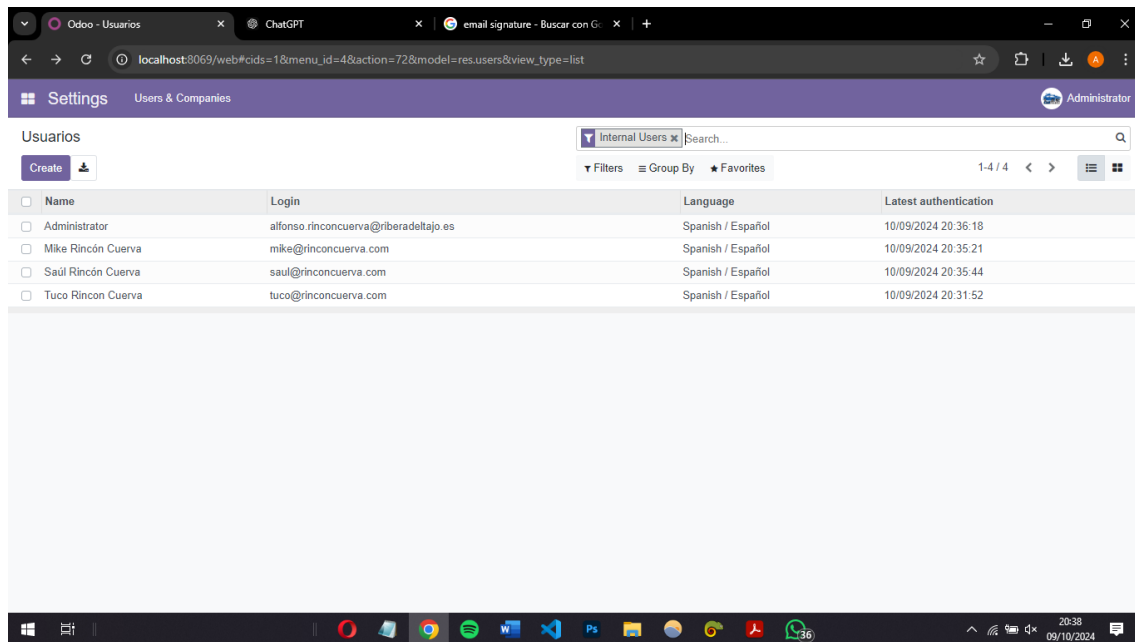 Odoo - Usuarios
ChatGPT
email signature - Buscar con Go
localhost:8069/web#cids=1&menu_id=4&action=72&model=res.users&view_type=list
A
Settings Users & Companies Administrator
Usuarios
Internal Users Search...
Create Filters Group By Favorites 1-4 / 4
Name Login Language Latest authentication
Administrator alfonso.rinconcuerva@riberadeltajo.es Spanish / Español 10/09/2024 20:36:18
Mike Rincón Cuerva mike@rinconcuerva.com Spanish / Español 10/09/2024 20:35:21
Saúl Rincón Cuerva saul@rinconcuerva.com Spanish / Español 10/09/2024 20:35:44
Tuco Rincon Cuerva tuco@rinconcuerva.com Spanish / Español 10/09/2024 20:31:52
Ps
36
20:38
09/10/2024